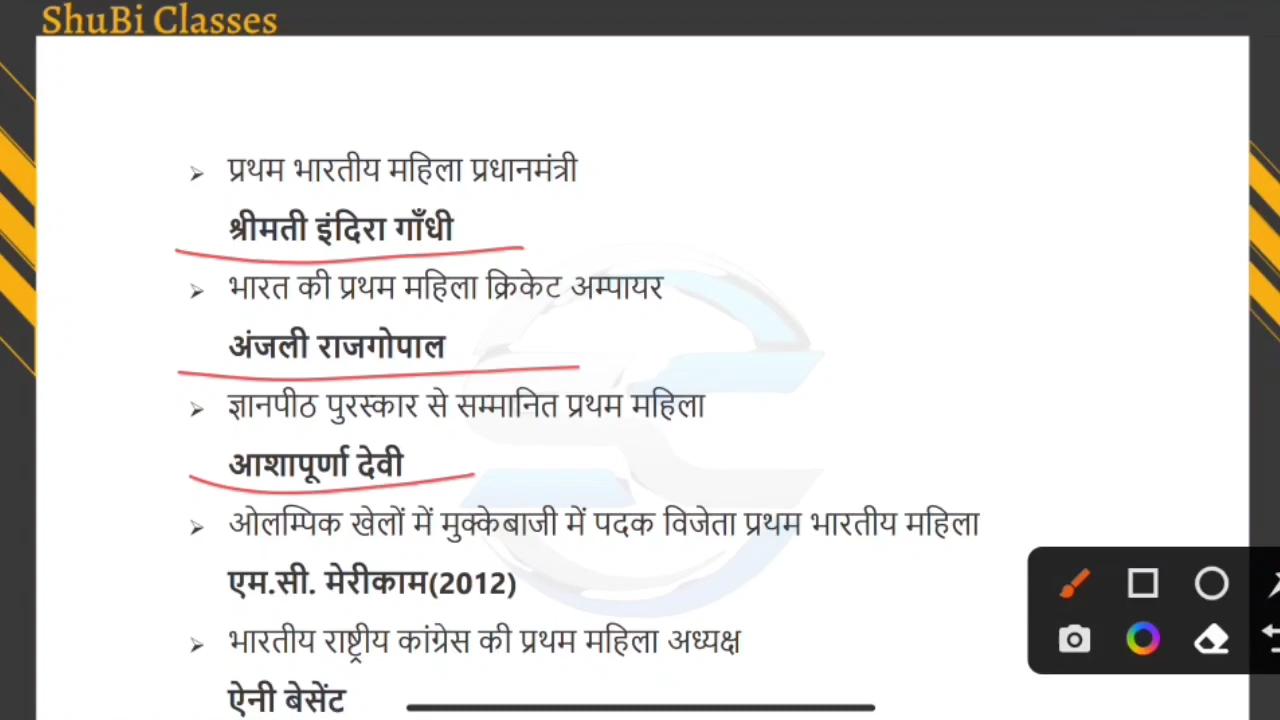 ShuBi Classes
प्रथम भारतीय महिला प्रधानमंत्री
श्रीमती इंदिरा गाँधी
भारत की प्रथम महिला क्रिकेट अम्पायर
अंजली राजगोपाल
ज्ञानपीठ पुरस्कार से सम्मानित प्रथम महिला
आशापूर्णा देवी
ओलम्पिक खेलों में मुक्केबाजी में पदक विजेता प्रथम भारतीय महिला
एम.सी. मेरीकाम(2012)
भारतीय राष्ट्रीय कांग्रेस की प्रथम महिला अध्यक्ष
ऐनी बेसेंट